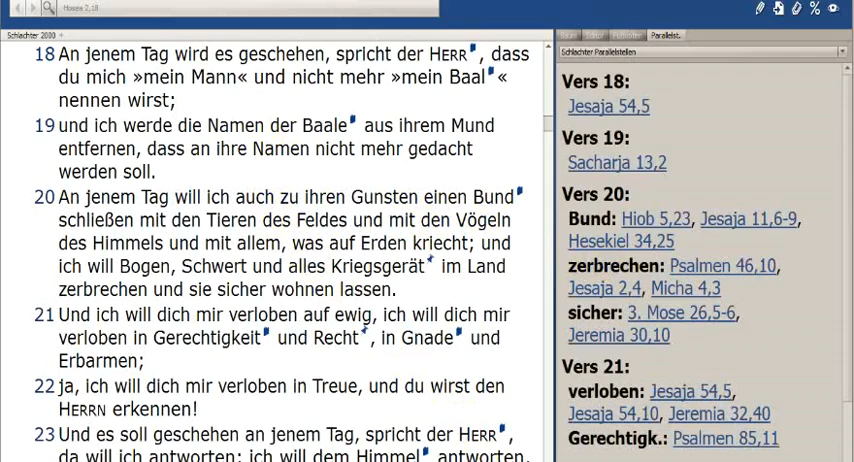 Hosea 2,18
Schlachter 2000 +
18 An jenem Tag wird es geschehen, spricht der HERR, dass
du mich »mein Mann« und nicht mehr »mein Baal«
nennen wirst;
19 und ich werde die Namen der Baale aus ihrem Mund
entfernen, dass an ihre Namen nicht mehr gedacht
werden soll.
20 An jenem Tag will ich auch zu ihren Gunsten einen Bund
schließen mit den Tieren des Feldes und mit den Vögeln
des Himmels und mit allem, was auf Erden kriecht; und
ich will Bogen, Schwert und alles Kriegsgerät im Land
zerbrechen und sie sicher wohnen lassen.
21 Und ich will dich mir verloben auf ewig, ich will dich mir
verloben in Gerechtigkeit und Recht, in Gnade und
Erbarmen;
22 ja, ich will dich mir verloben in Treue, und du wirst den
HERRN erkennen!
23 Und es soll geschehen an jenem Tag, spricht der HERR,
da will ich antworten; ich will dem Himmel antworten,
Editor Fußnoten Parallelst.
Schlachter Parallelstellen
Vers 18:
Jesaja 54,5
Vers 19:
Sacharja 13,2
Vers 20:
Bund: Hiob 5,23, Jesaja 11,6-9,
Hesekiel 34,25
zerbrechen: Psalmen 46,10,
Jesaja 2,4, Micha 4,3
sicher: 3. Mose 26,5-6,
Jeremia 30,10
Vers 21:
verloben: Jesaja 54,5,
Jesaja 54,10, Jeremia 32,40
Gerechtigk.: Psalmen 85,11